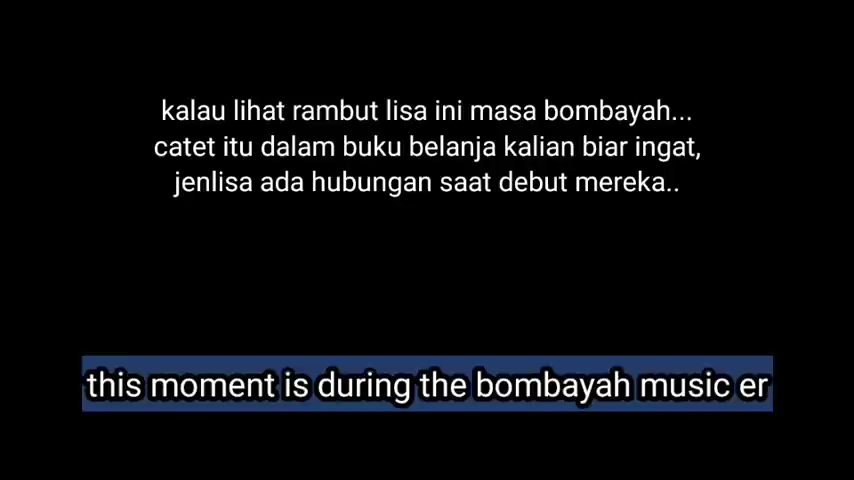 kalau lihat rambut lisa ini masa bombayah...
catet itu dalam buku belanja kalian biar ingat,
jenlisa ada hubungan saat debut mereka..
this moment is during the bombayah music er